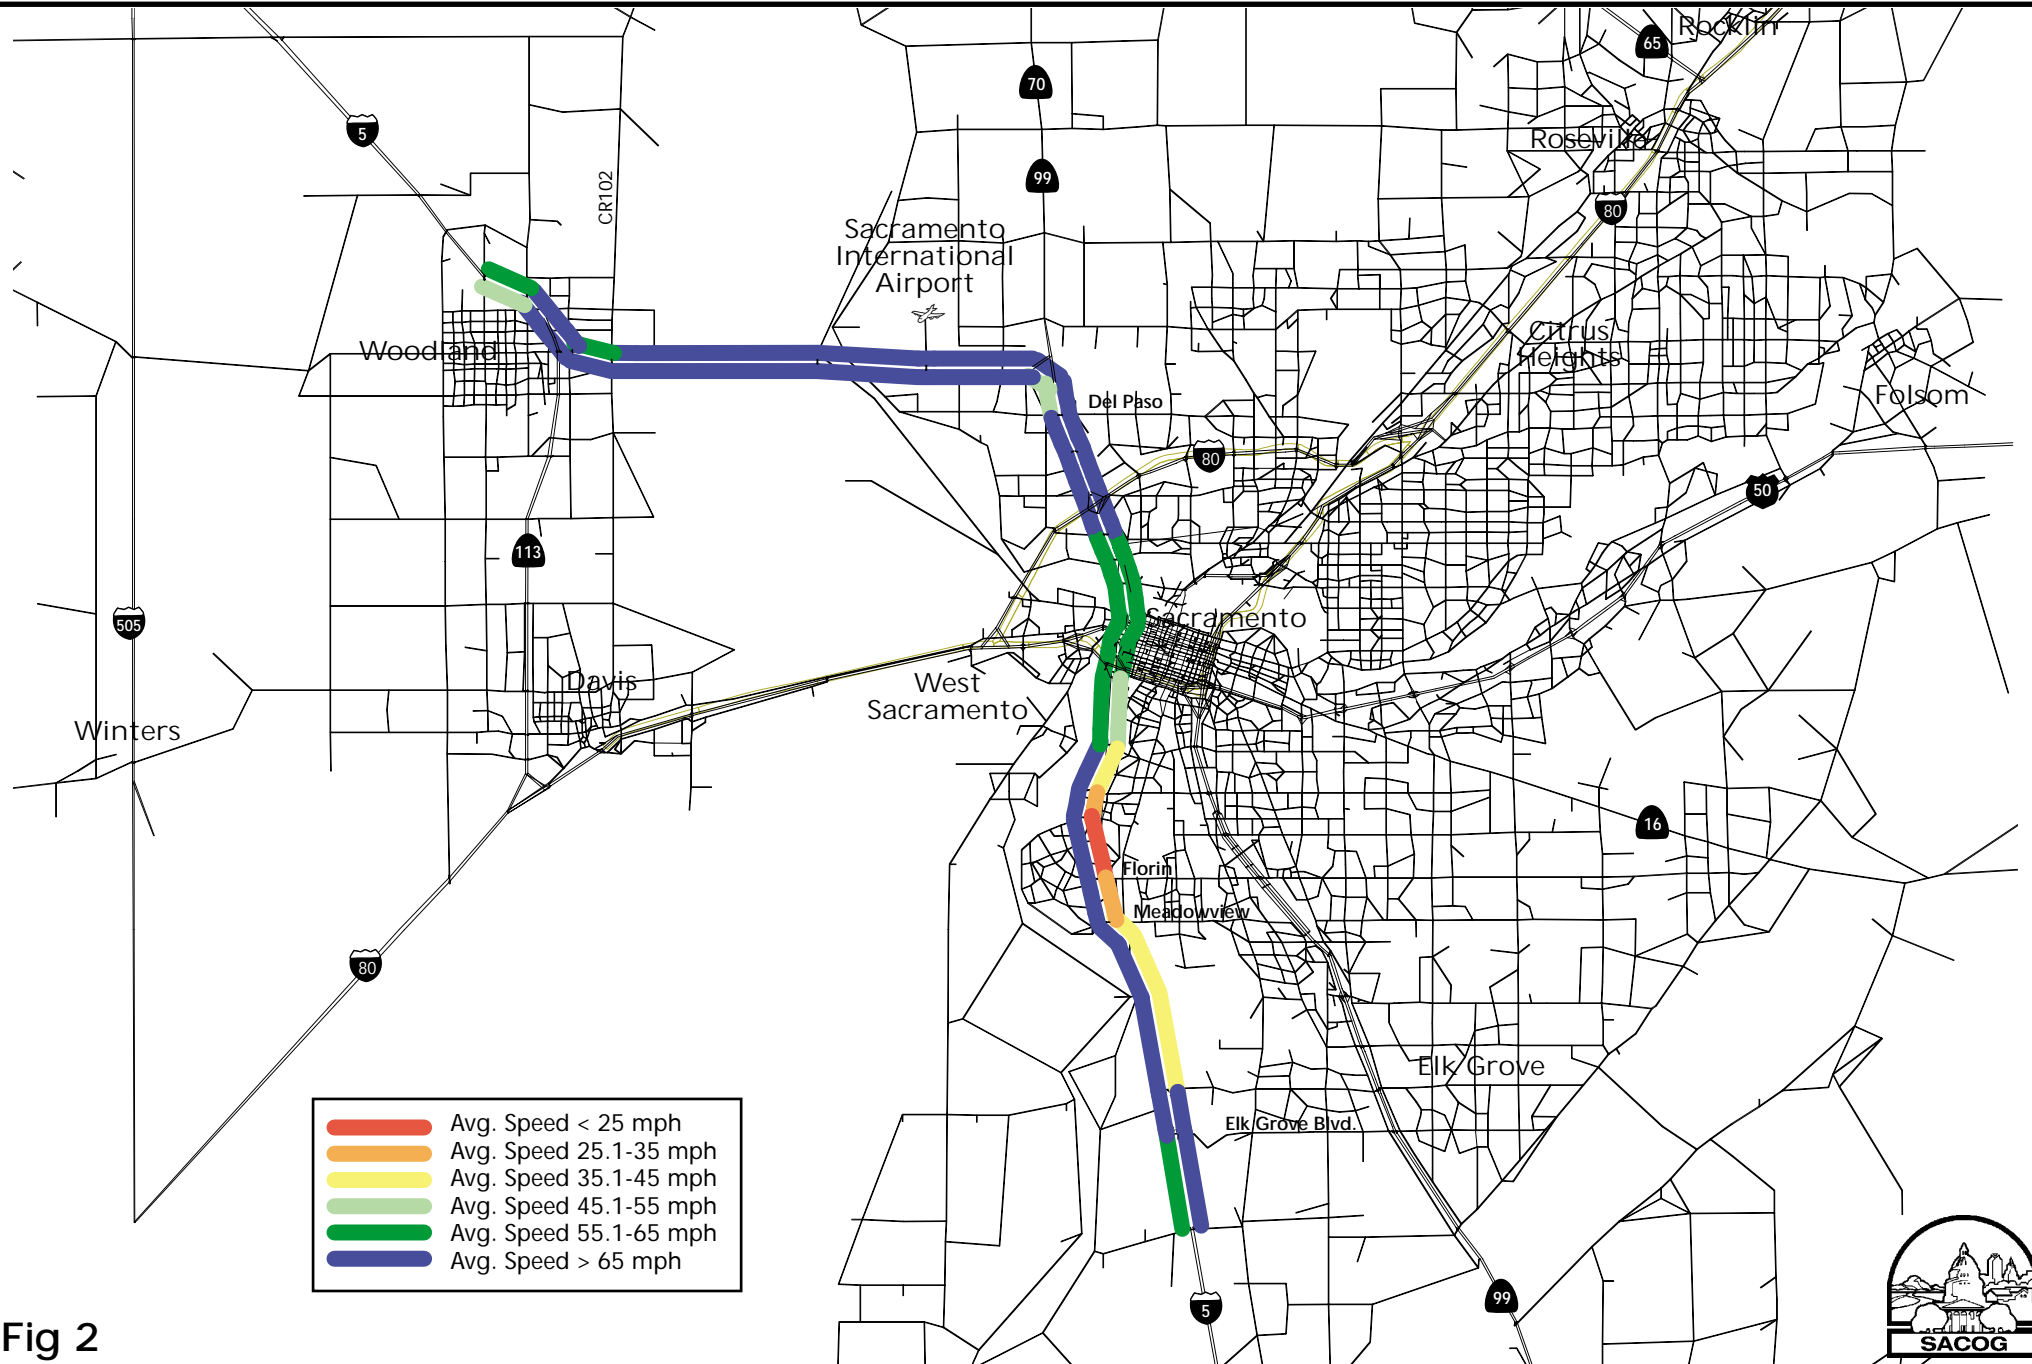 Rocklin
65
70
5
Roseville
99
CR102
80
Sacramento
International
Airport
Citrus
Heights
Woodland
Folsom
Del Paso
80
50
113
505
Sacramento
Davis
West
Sacramento
Winters
16
Florin
Meadowview
80
Elk Grove
Elk Grove Blvd.
Avg. Speed < 25 mph
Avg. Speed 25.1-35 mph
Avg. Speed 35.1-45 mph
Avg. Speed 45.1-55 mph
Avg. Speed 55.1-65 mph
Avg. Speed > 65 mph
5
99
Fig 2
SACOG